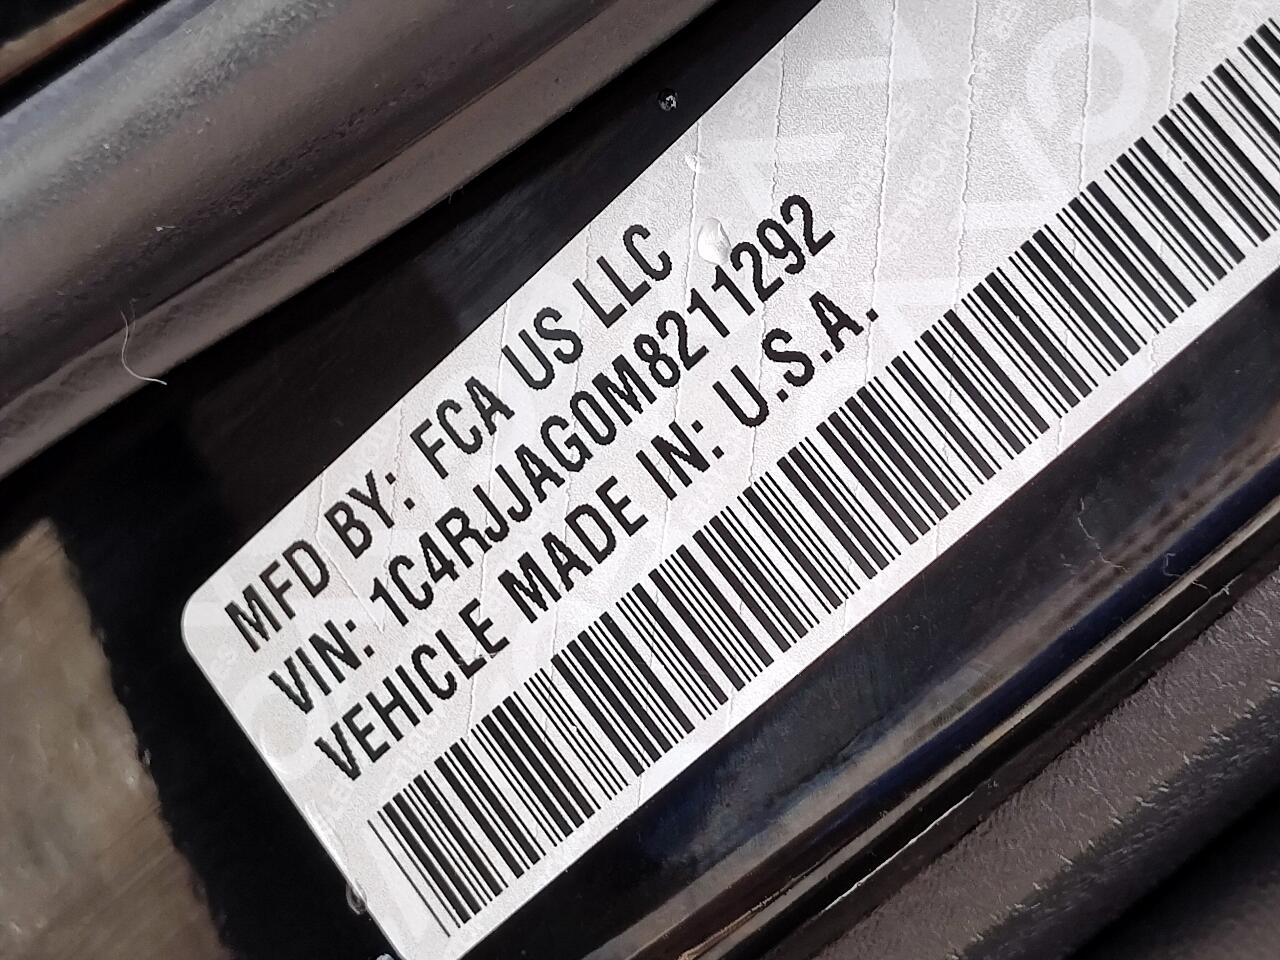 MFD BY: FCA US LLC
VIN: 1C4RJJAG0M8211292
VEHICLE MADE IN: U.S.A.